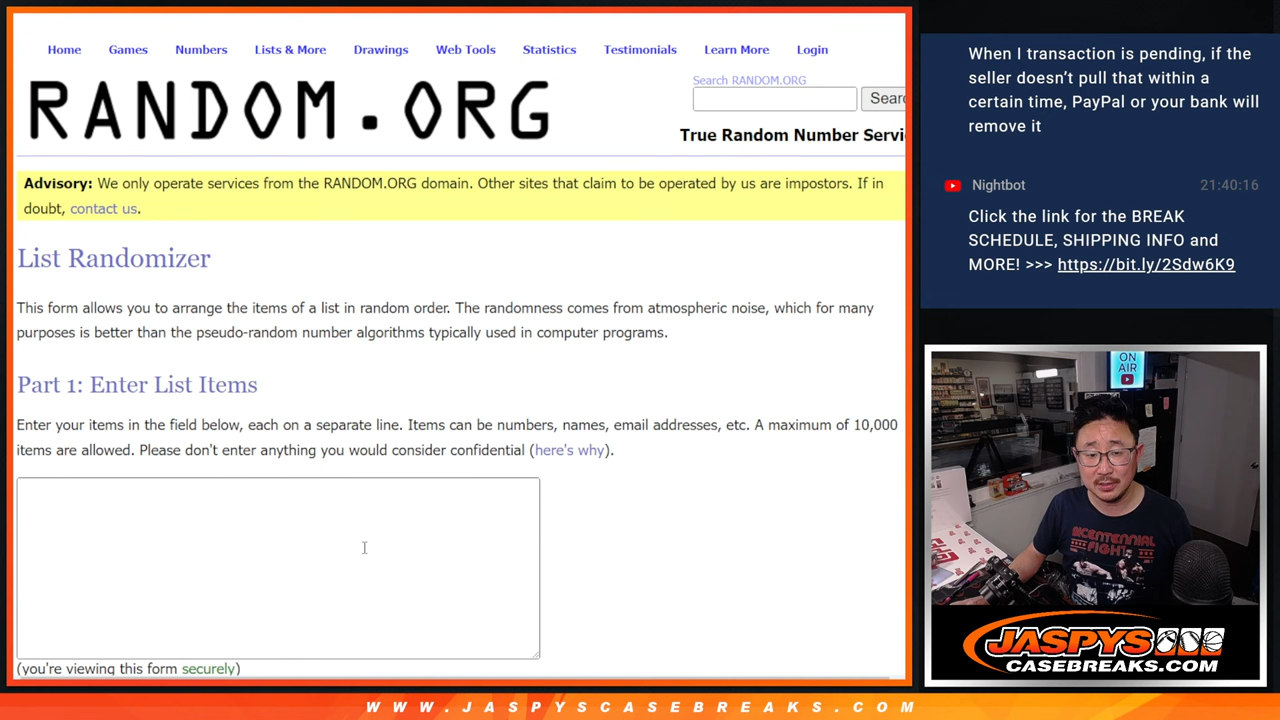 Home Games Numbers Lists & More Drawings Web Tools Statistics Testimonials Learn More Login
RANDOM.ORG
Search RANDOM.ORG
Searc
True Random Number Servi
Advisory: We only operate services from the RANDOM.ORG domain. Other sites that claim to be operated by us are impostors. If in
doubt, contact us.
List Randomizer
This form allows you to arrange the items of a list in random order. The randomness comes from atmospheric noise, which for many
purposes is better than the pseudo-random number algorithms typically used in computer programs.
Part 1: Enter List Items
Enter your items in the field below, each on a separate line. Items can be numbers, names, email addresses, etc. A maximum of 10,000
items are allowed. Please don't enter anything you would consider confidential (here's why).
(you're viewing this form securely)
When I transaction is pending, if the
seller doesn’t pull that within a
certain time, PayPal or your bank will
remove it
Nightbot 21:40:16
Click the link for the BREAK
SCHEDULE, SHIPPING INFO and
MORE! >>> https://bit.ly/2Sdw6K9
ON
AIR
BICENTENNIAL
FIGHT
JASPYS
CASEBREAKS.COM
WWW.JASPYSCASEBREAKS.COM